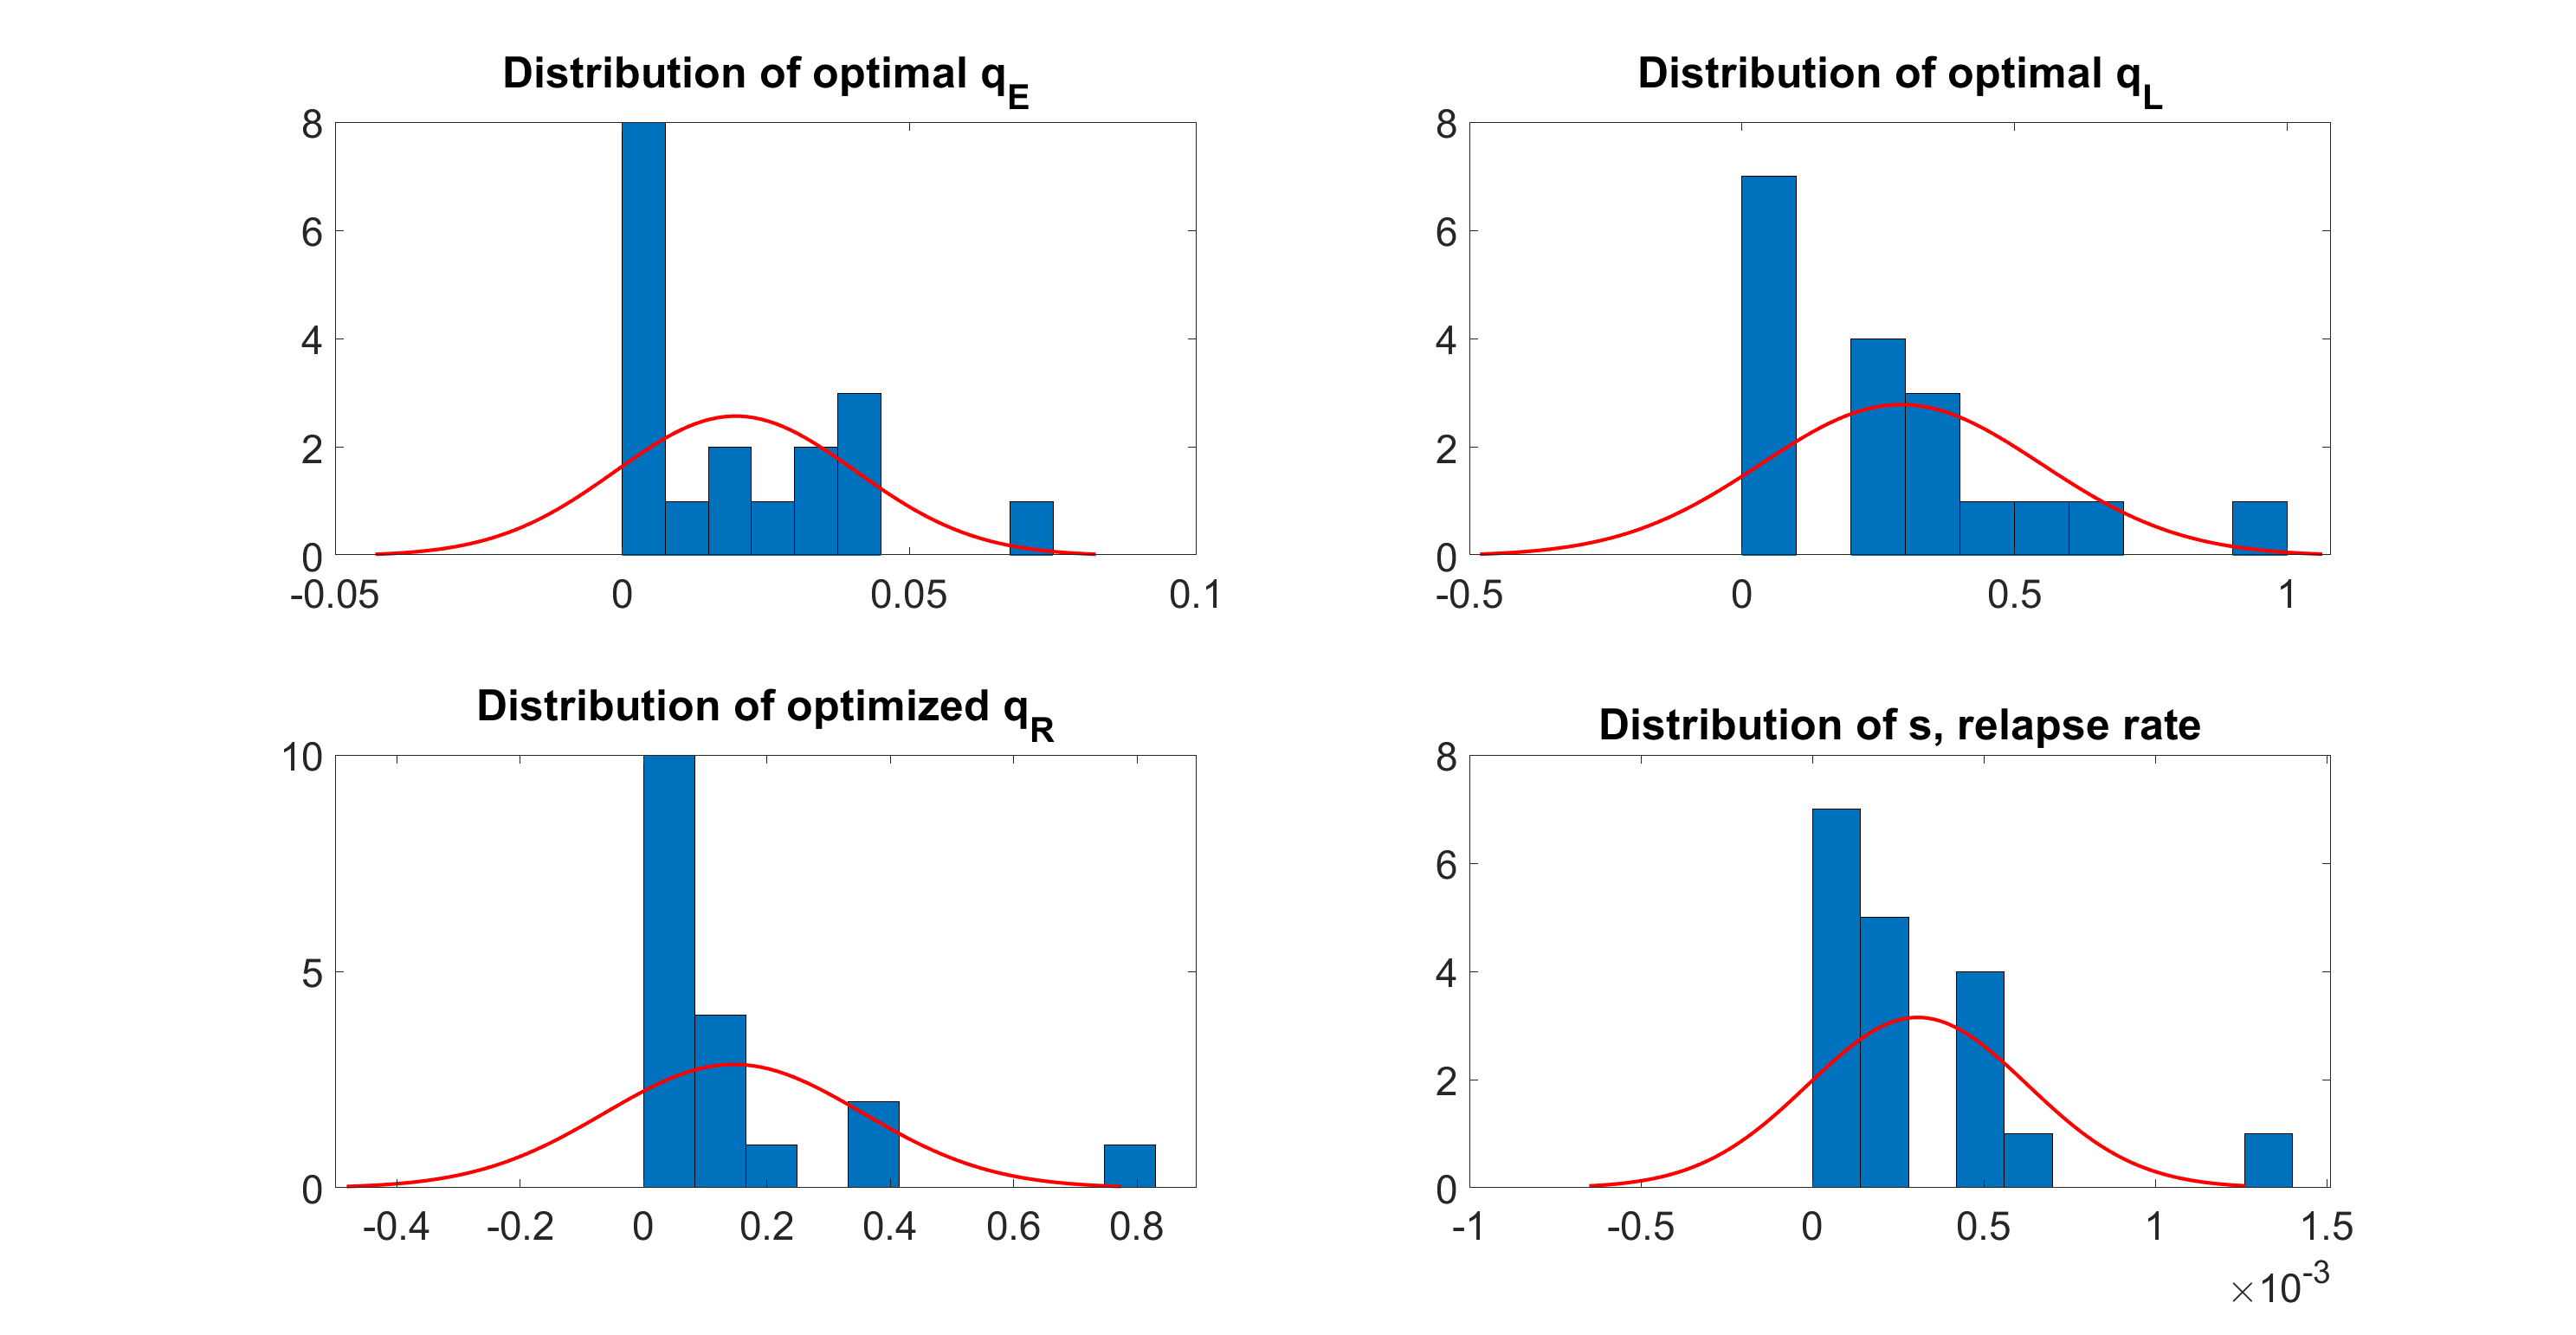 Distribution of optimal q_E
8
6
4
2
0
-0.05 0 0.05 0.1
Distribution of optimal q_L
8
6
4
2
0
-0.5 0 0.5 1
Distribution of optimized q_R
10
5
0
-0.4 -0.2 0 0.2 0.4 0.6 0.8
Distribution of s, relapse rate
8
6
4
2
0
-1 -0.5 0 0.5 1 1.5
×10^-3